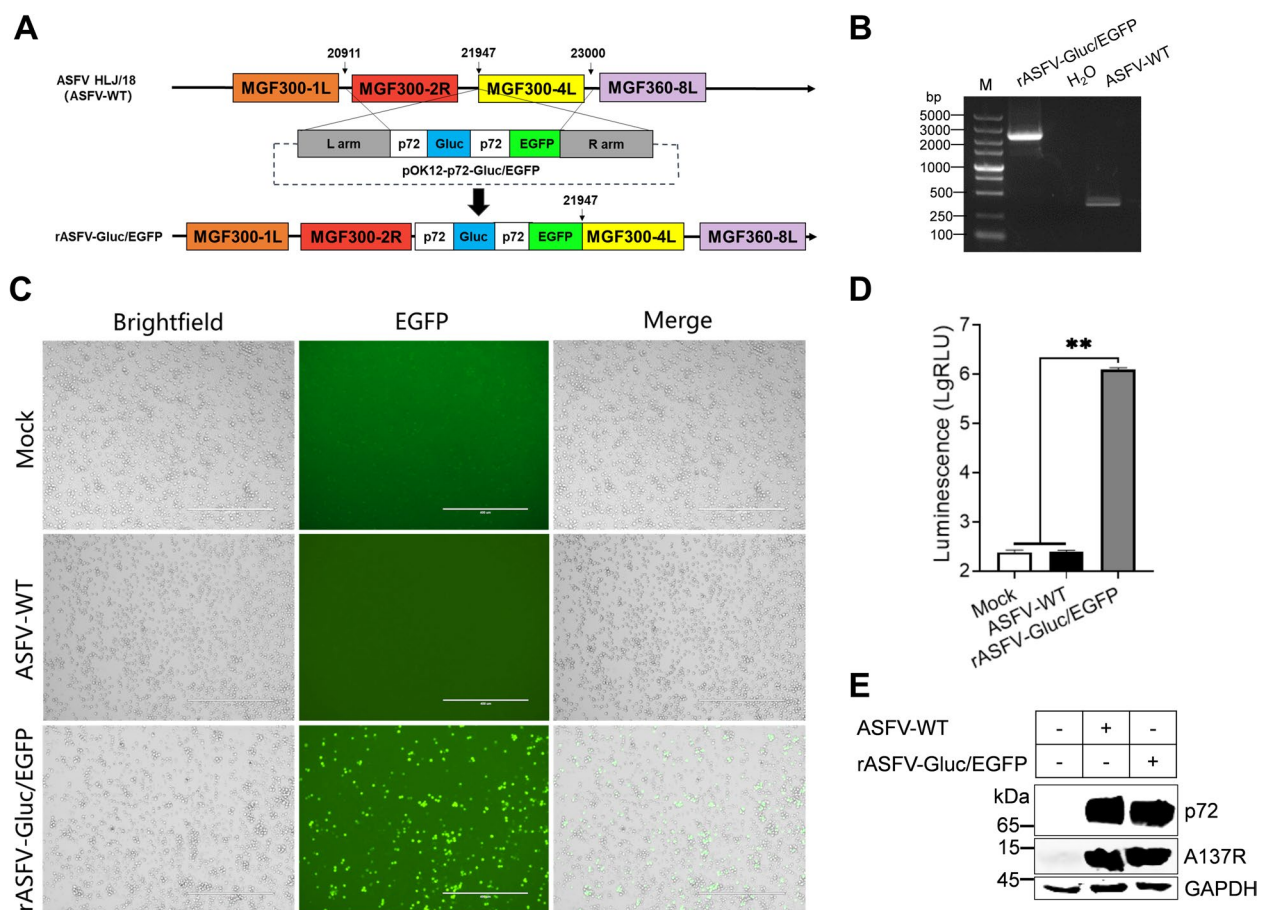 A
20911 21947 23000
ASFV HLJ/18
(ASFV-WT)
MGF300-1L MGF300-2R MGF300-4L MGF360-8L
L arm p72 Gluc p72 EGFP R arm
pOK12-p72-Gluc/EGFP
21947
rASFV-Gluc/EGFP
MGF300-1L MGF300-2R p72 Gluc p72 EGFP MGF300-4L MGF360-8L
B
M rASFV-Gluc/EGFP H2O ASFV-WT
bp
5000
3000
2000
1000
500
250
100
C
Brightfield EGFP Merge
Mock
ASFV-WT
rASFV-Gluc/EGFP
D
Luminescence (LgRLU)
7
6
5
4
3
2
**
Mock
ASFV-WT
rASFV-Gluc/EGFP
E
ASFV-WT - + -
rASFV-Gluc/EGFP - - +
kDa
65 p72
15 A137R
45 GAPDH